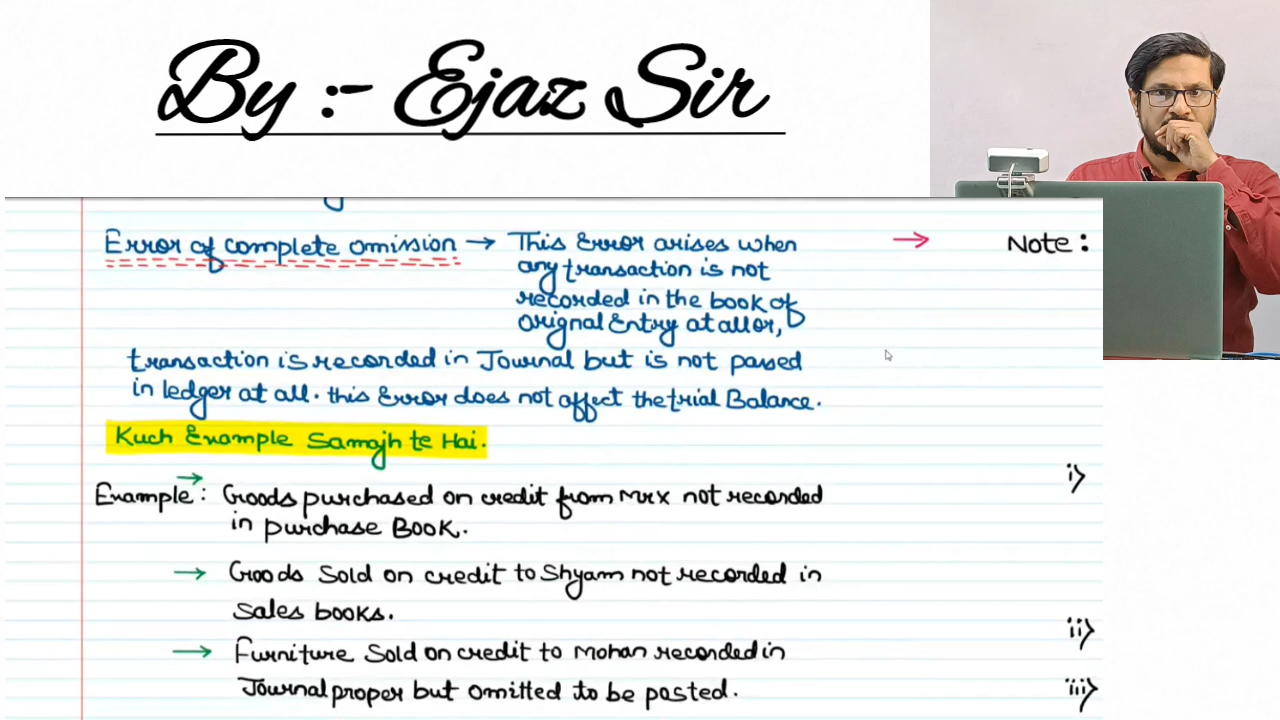 By :- Ejaz Sir
Error of complete omission → This Error arises when
any transaction is not
recorded in the book of
orignal Entry at all or,
transaction is recorded in Journal but is not passed
in ledger at all. this Error does not affect the trial Balance.
Kuch Example Samajh te Hai.
Example : Goods purchased on credit from Mr X not recorded
in purchase Book.
→ Goods Sold on credit to Shyam not recorded in
Sales books.
→ Furniture Sold on credit to Mohan recorded in
Journal proper but omitted to be posted.
→ Note :
i>
ii>
iii>